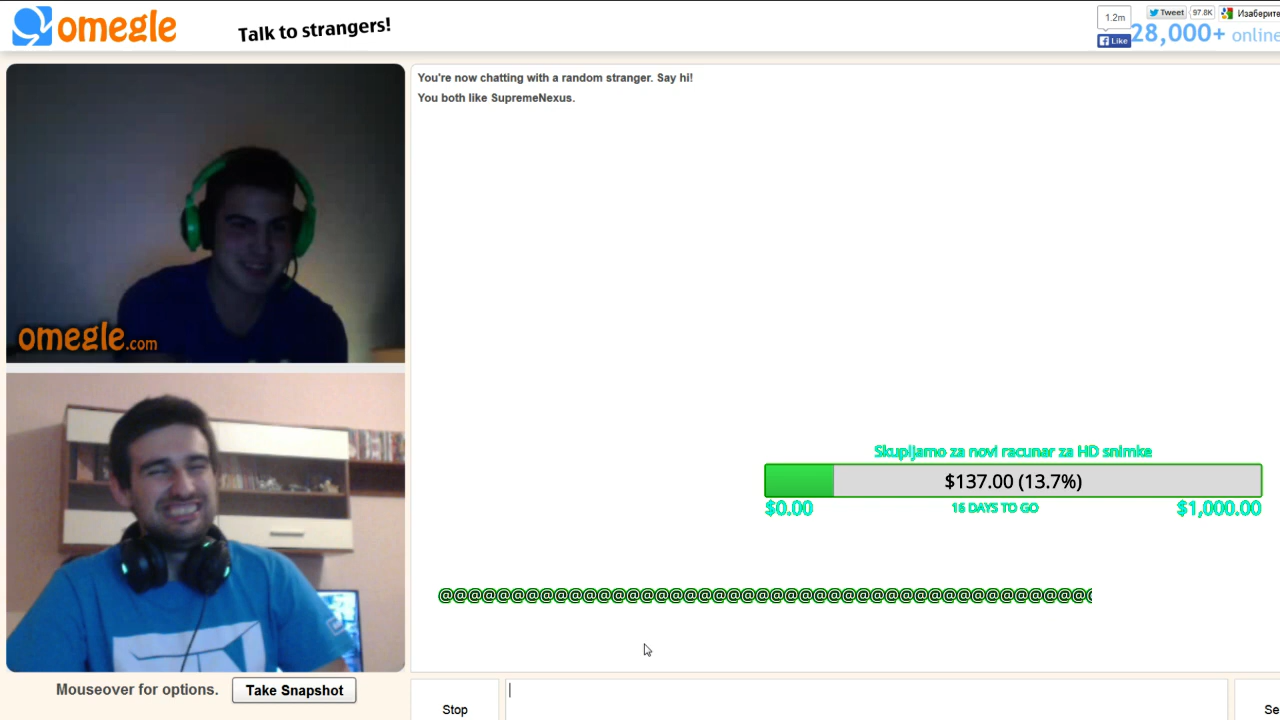 omegle
Talk to strangers!
1.2m
Like
Tweet
97.8K
28,000+ online
You're now chatting with a random stranger. Say hi!
You both like SupremeNexus.
omegle.com
Skupljamo za novi racunar za HD snimke
$137.00 (13.7%)
$0.00
16 DAYS TO GO
$1,000.00
Mouseover for options.
Take Snapshot
Stop
Se